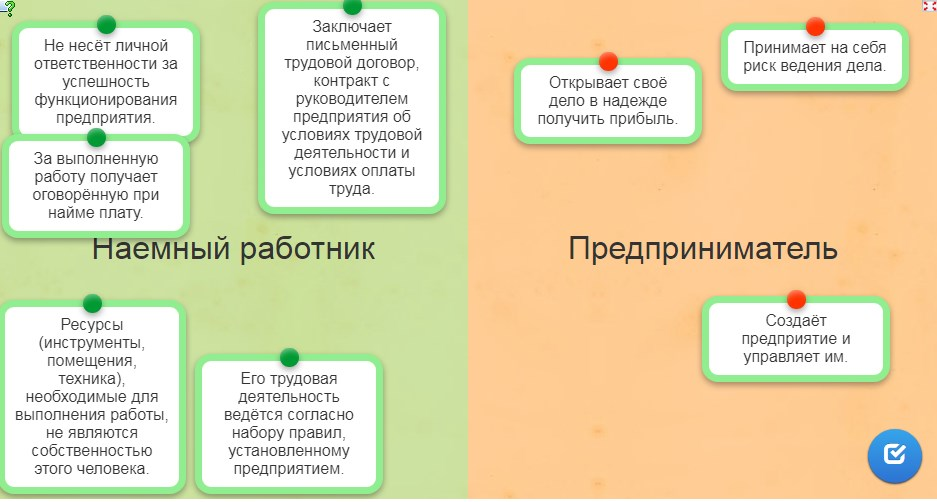 Не несёт личной
ответственности за
успешность
функционирования
предприятия.
За выполненную
работу получает
оговорённую при
найме плату.
Заключает
письменный
трудовой договор,
контракт с
руководителем
предприятия об
условиях трудовой
деятельности и
условиях оплаты
труда.
Наемный работник
Ресурсы
(инструменты,
помещения,
техника),
необходимые для
выполнения работы,
не являются
собственностью
этого человека.
Его трудовая
деятельность
ведётся согласно
набору правил,
установленному
предприятием.
Открывает своё
дело в надежде
получить прибыль.
Принимает на себя
риск ведения дела.
Предприниматель
Создаёт
предприятие и
управляет им.